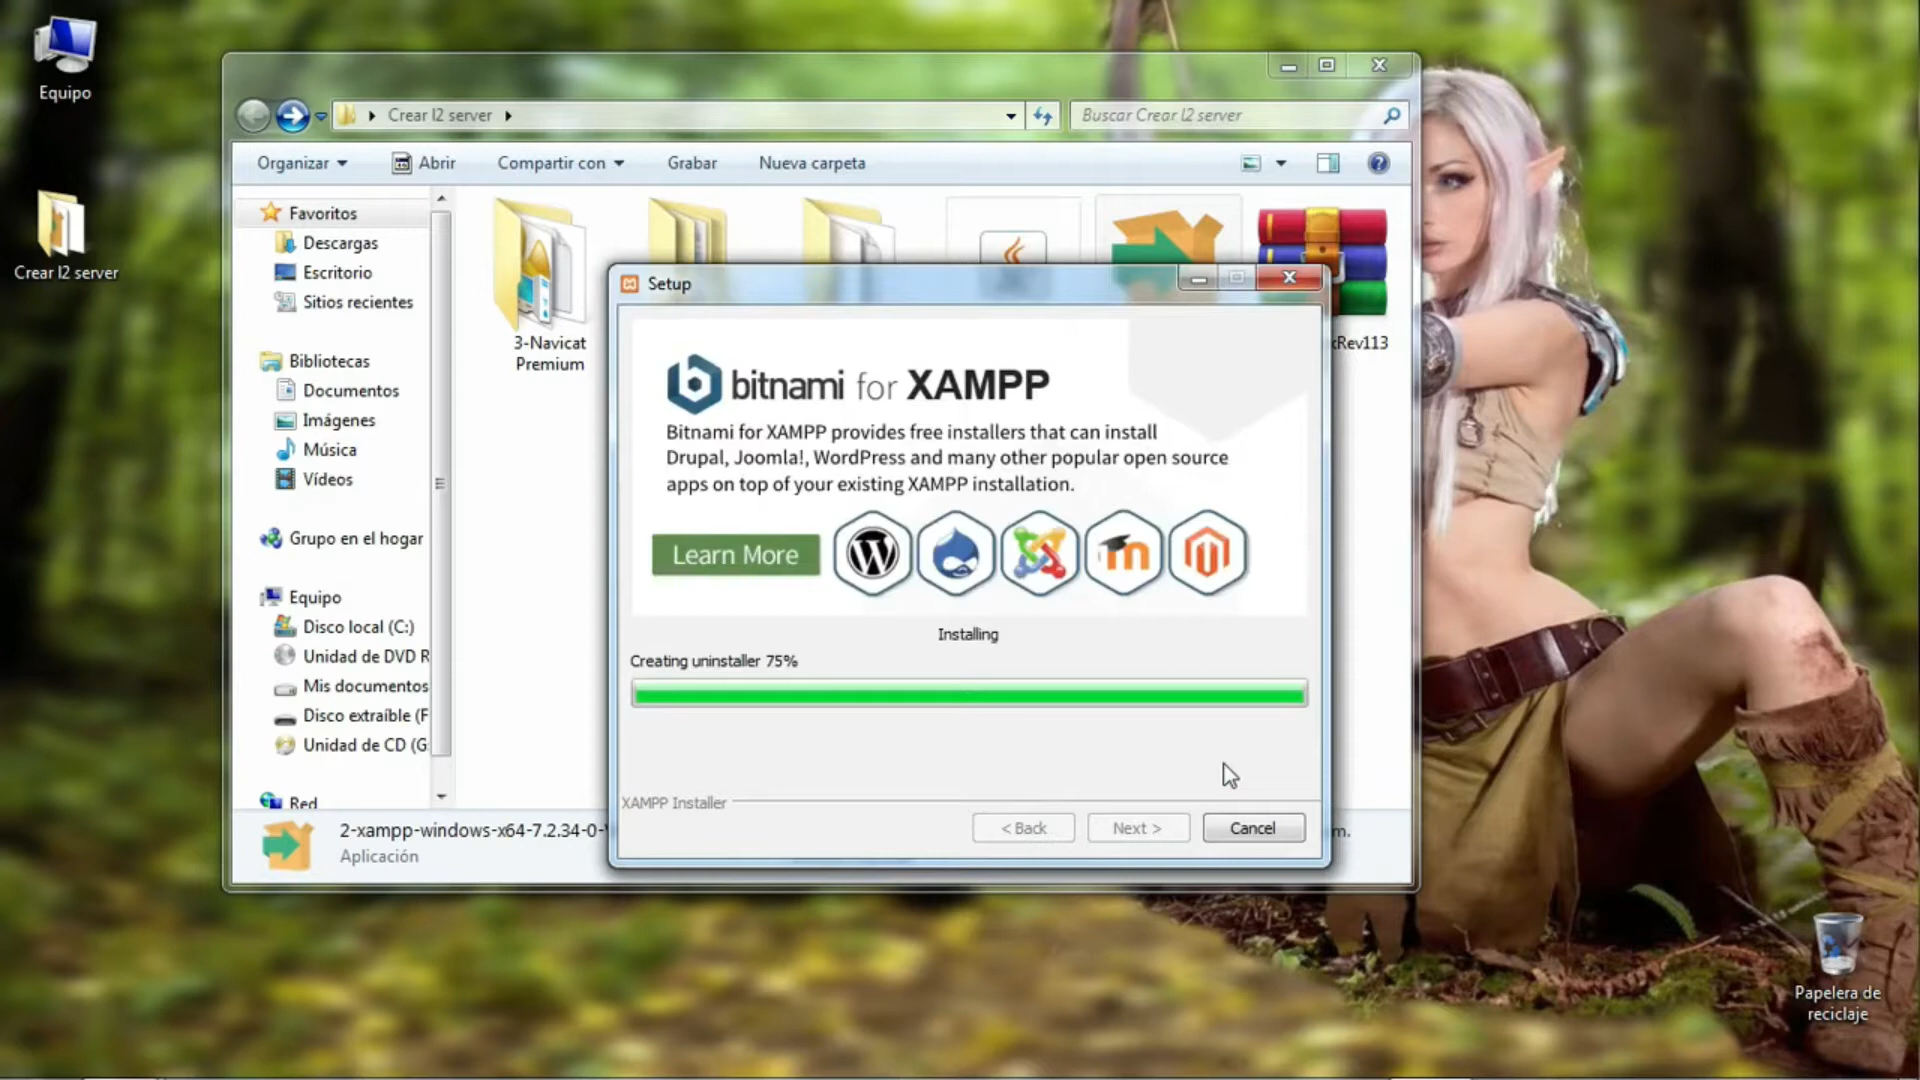 Equipo
Crear l2 server
Crear l2 server
Buscar Crear l2 server
Organizar
Abrir
Compartir con
Grabar
Nueva carpeta
Favoritos
Descargas
Escritorio
Sitios recientes
Bibliotecas
Documentos
Imágenes
Música
Vídeos
Grupo en el hogar
Equipo
Disco local (C:)
Unidad de DVD R
Mis documentos
Disco extraíble (F
Unidad de CD (G:
Red
3-Navicat
Premium
cRev113
Setup
bitnami for XAMPP
Bitnami for XAMPP provides free installers that can install
Drupal, Joomla!, WordPress and many other popular open source
apps on top of your existing XAMPP installation.
Learn More
Installing
Creating uninstaller 75%
XAMPP Installer
< Back
Next >
Cancel
2-xampp-windows-x64-7.2.34-0-
Aplicación
Papelera de
reciclaje